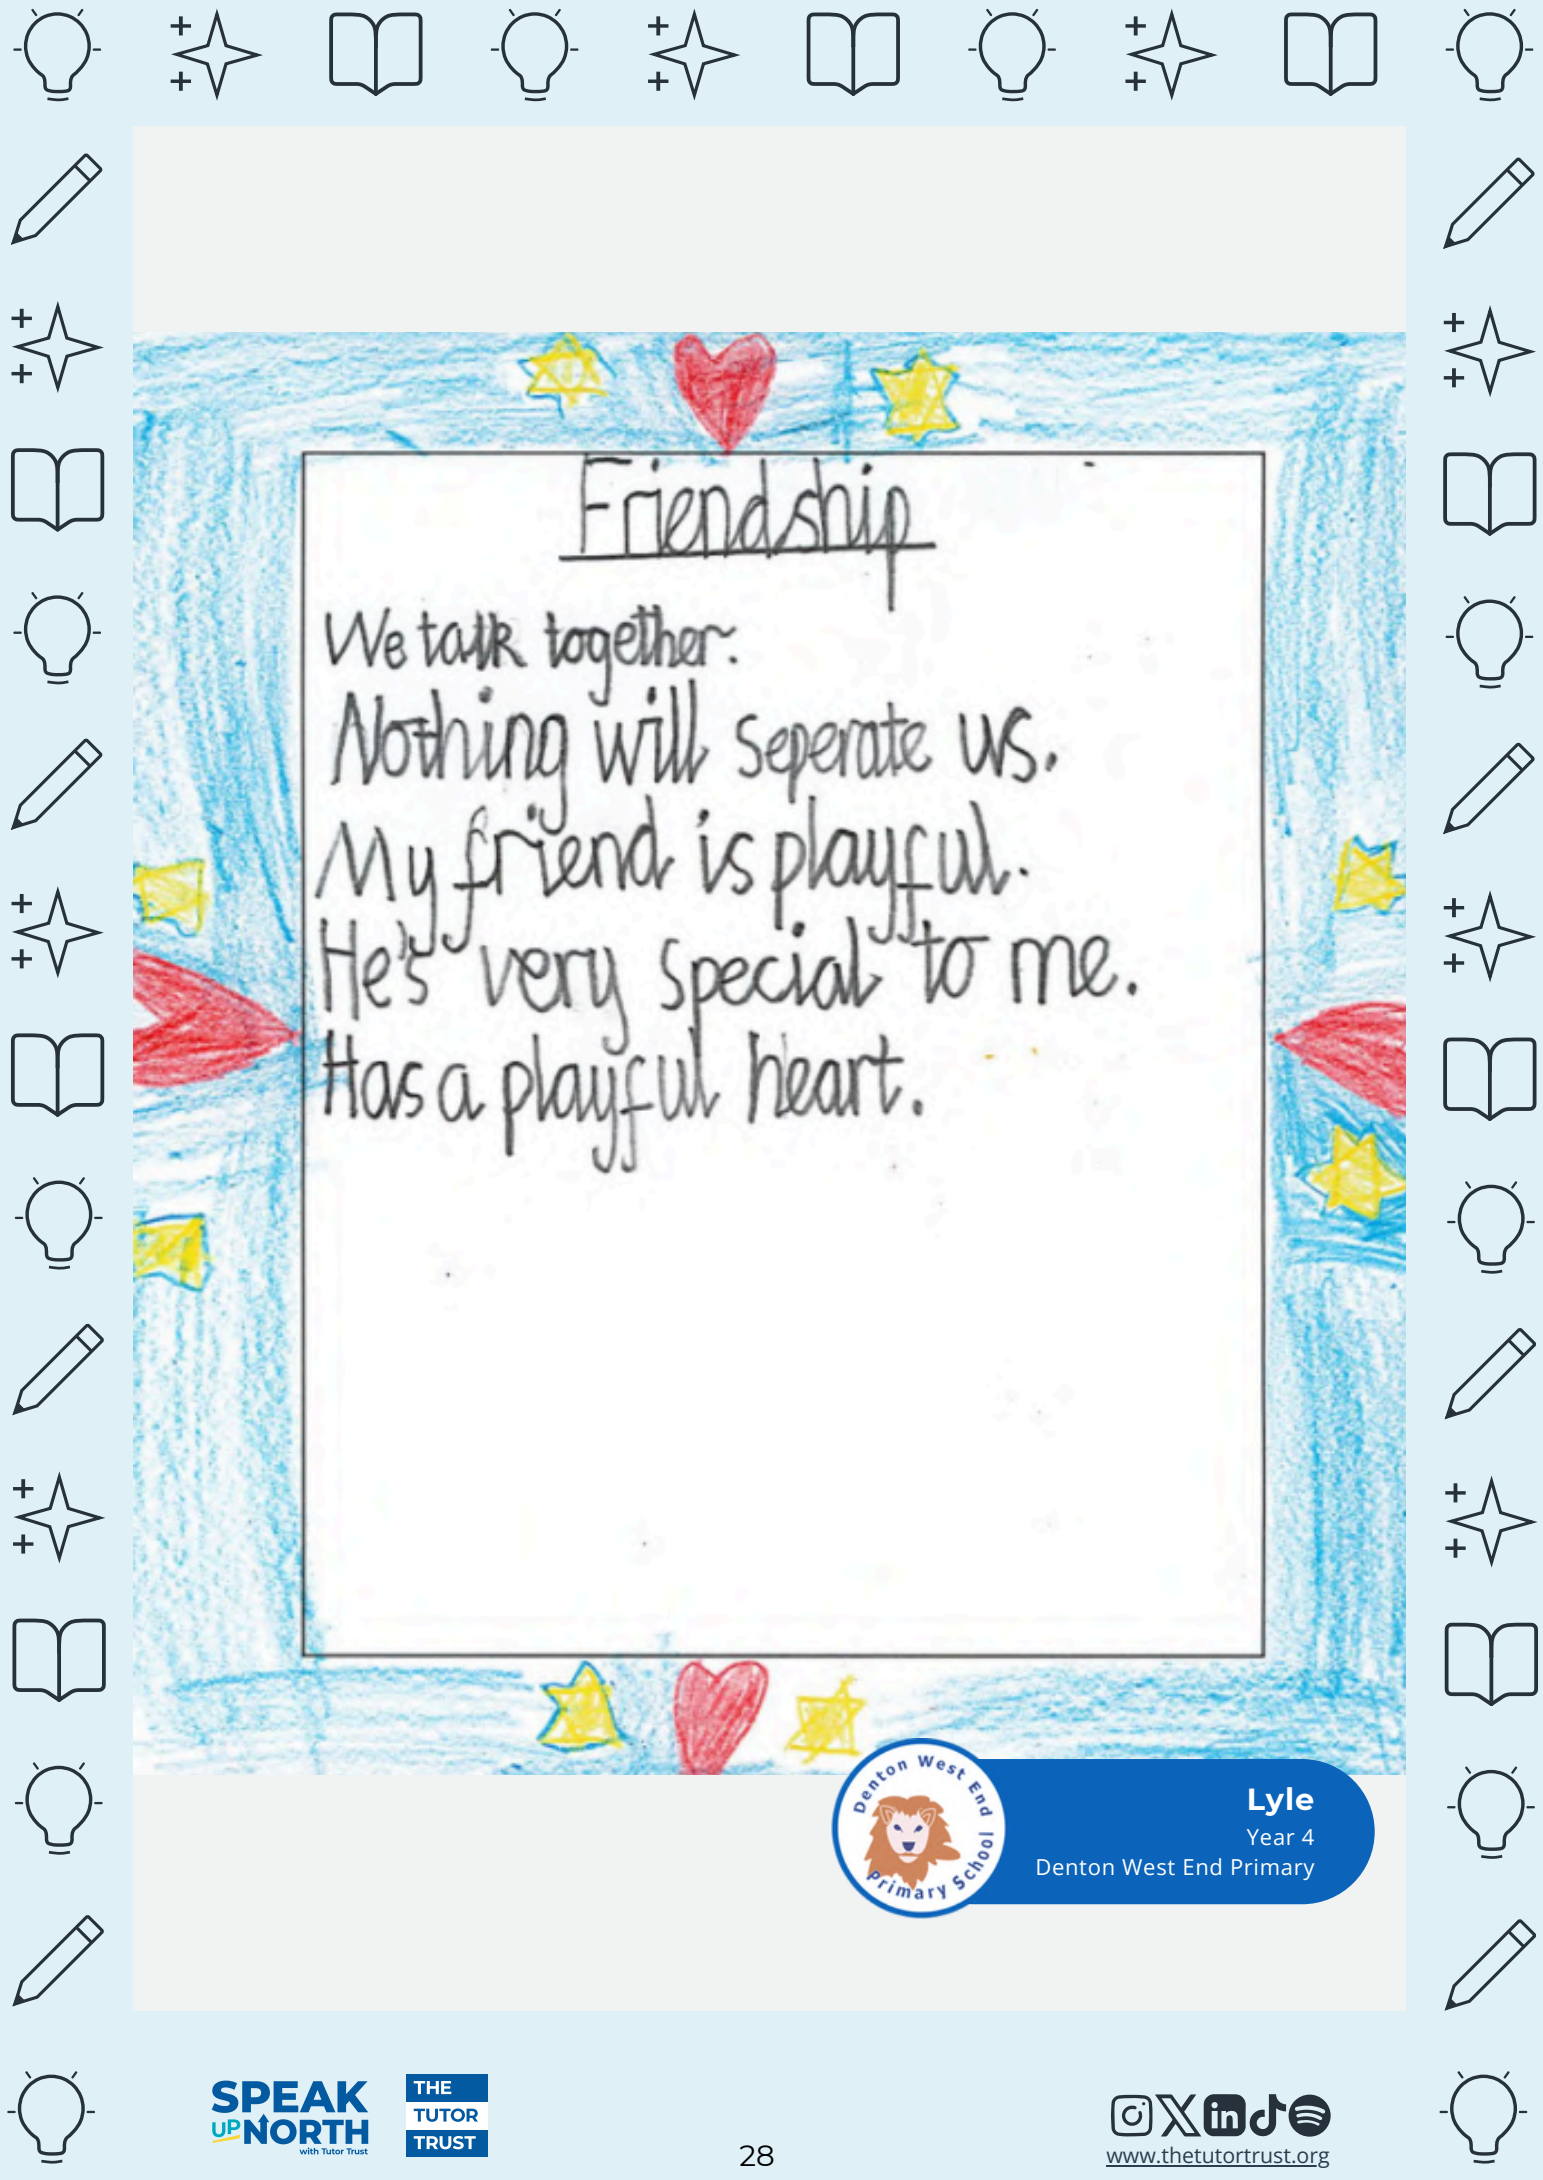 Friendship
We talk together.
Nothing will seperate us.
My friend is playful.
He's very special to me.
Has a playful heart.
Denton West End
Primary School
Lyle
Year 4
Denton West End Primary
SPEAK
UP NORTH
with Tutor Trust
THE
TUTOR
TRUST
28
www.thetutortrust.org